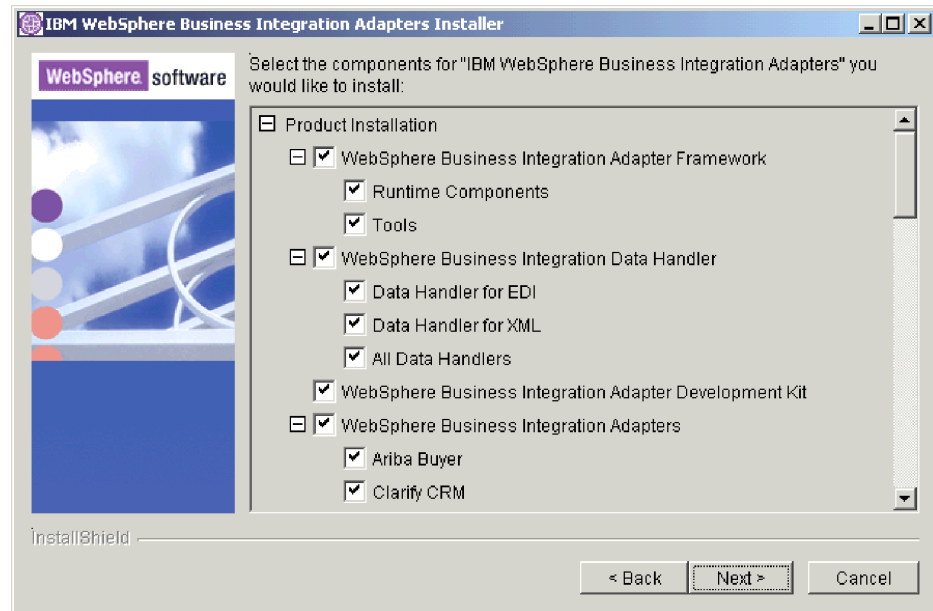 IBM WebSphere Business Integration Adapters Installer
WebSphere. software
Select the components for "IBM WebSphere Business Integration Adapters" you
would like to install:
Product Installation
WebSphere Business Integration Adapter Framework
Runtime Components
Tools
WebSphere Business Integration Data Handler
Data Handler for EDI
Data Handler for XML
All Data Handlers
WebSphere Business Integration Adapter Development Kit
WebSphere Business Integration Adapters
Ariba Buyer
Clarify CRM
InstallShield
< Back
Next >
Cancel